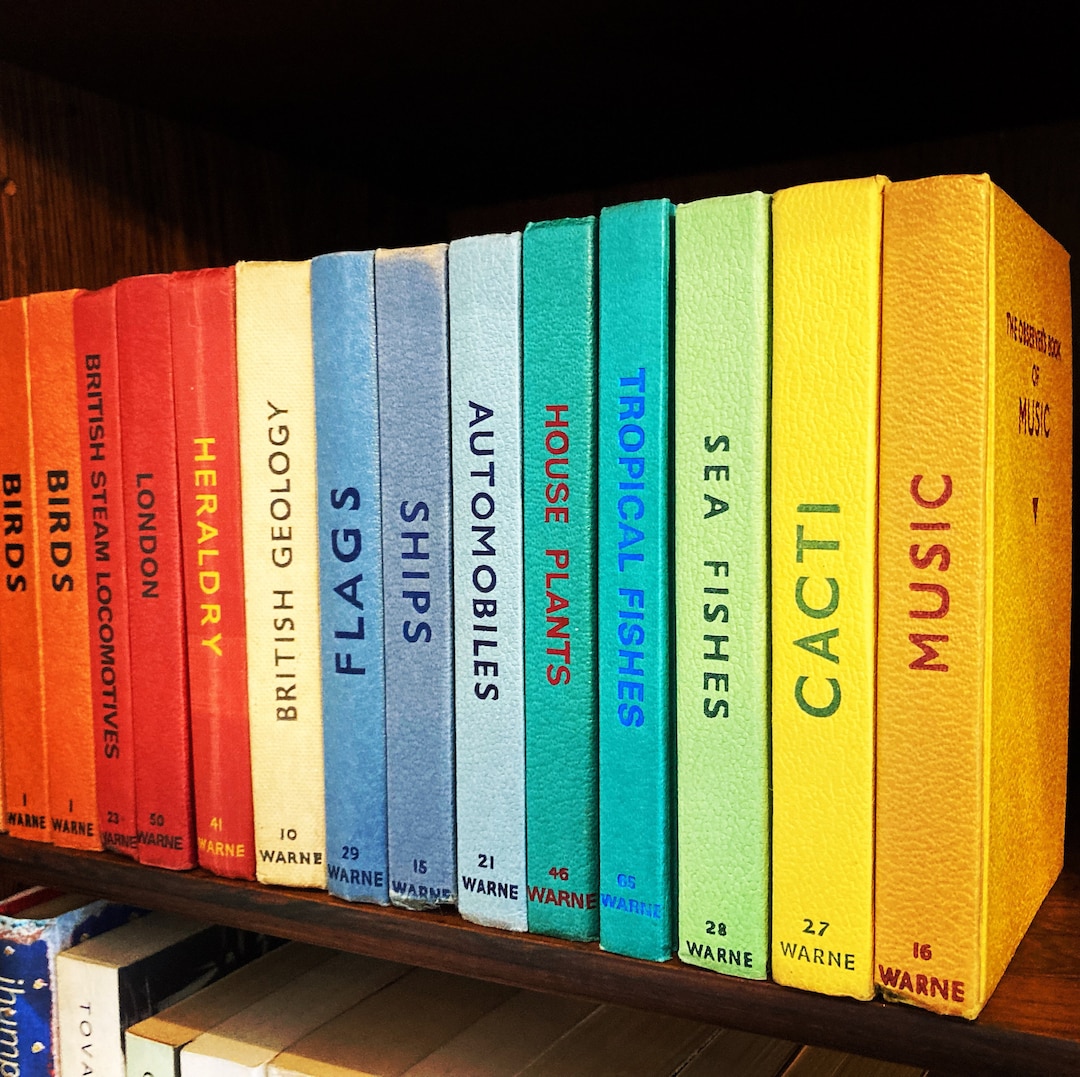 BIRDS
1
WARNE
BIRDS
1
WARNE
BRITISH STEAM LOCOMOTIVES
23
WARNE
LONDON
50
WARNE
HERALDRY
41
WARNE
BRITISH GEOLOGY
10
WARNE
FLAGS
29
WARNE
SHIPS
15
WARNE
AUTOMOBILES
21
WARNE
HOUSE PLANTS
46
WARNE
TROPICAL FISHES
65
WARNE
SEA FISHES
28
WARNE
CACTI
27
WARNE
MUSIC
16
WARNE
THE OBSERVER'S BOOK
OF
MUSIC